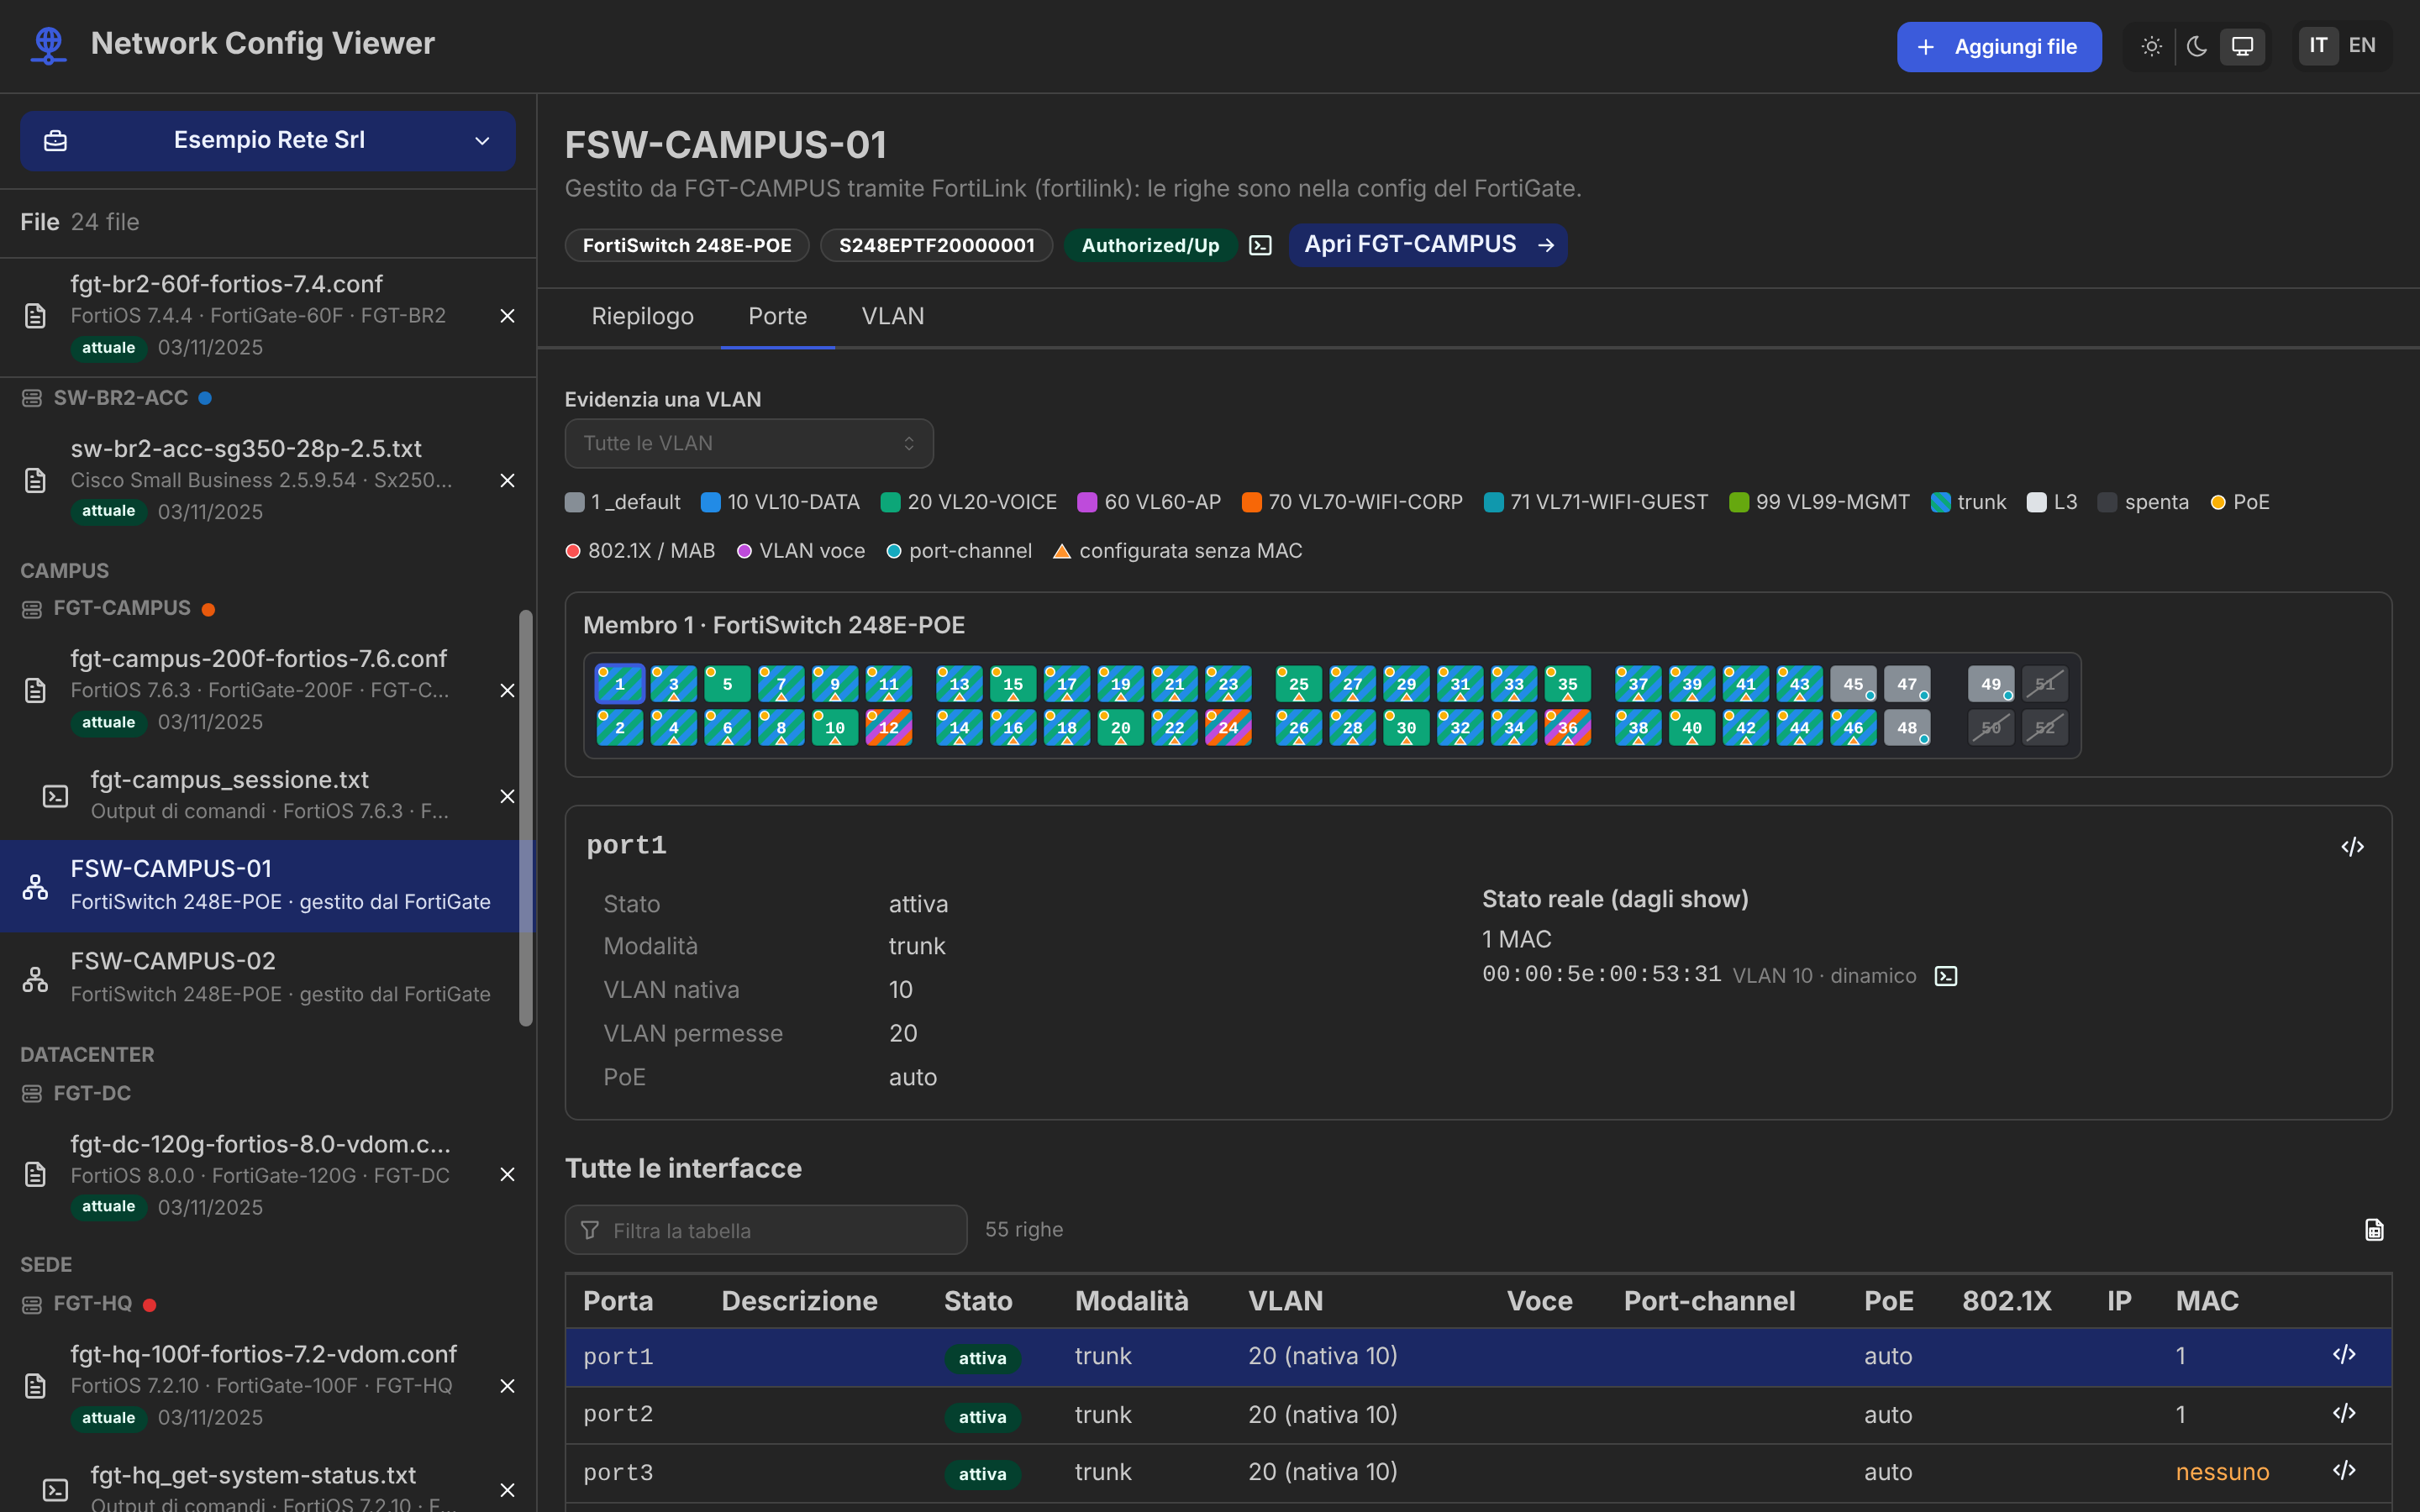 Network Config Viewer
Aggiungi file
IT EN
Esempio Rete Srl
File 24 file
fgt-br2-60f-fortios-7.4.conf
FortiOS 7.4.4 · FortiGate-60F · FGT-BR2
attuale 03/11/2025
SW-BR2-ACC
sw-br2-acc-sg350-28p-2.5.txt
Cisco Small Business 2.5.9.54 · Sx250...
attuale 03/11/2025
CAMPUS
FGT-CAMPUS
fgt-campus-200f-fortios-7.6.conf
FortiOS 7.6.3 · FortiGate-200F · FGT-C...
attuale 03/11/2025
fgt-campus_sessione.txt
Output di comandi · FortiOS 7.6.3 · F...
FSW-CAMPUS-01
FortiSwitch 248E-POE · gestito dal FortiGate
FSW-CAMPUS-02
FortiSwitch 248E-POE · gestito dal FortiGate
DATACENTER
FGT-DC
fgt-dc-120g-fortios-8.0-vdom.c...
FortiOS 8.0.0 · FortiGate-120G · FGT-DC
attuale 03/11/2025
SEDE
FGT-HQ
fgt-hq-100f-fortios-7.2-vdom.conf
FortiOS 7.2.10 · FortiGate-100F · FGT-HQ
attuale 03/11/2025
fgt-hq_get-system-status.txt
Output di comandi · FortiOS 7.2.10 · F...
FSW-CAMPUS-01
Gestito da FGT-CAMPUS tramite FortiLink (fortilink): le righe sono nella config del FortiGate.
FortiSwitch 248E-POE S248EPTF20000001 Authorized/Up Apri FGT-CAMPUS
Riepilogo Porte VLAN
Evidenzia una VLAN
Tutte le VLAN
1 _default 10 VL10-DATA 20 VL20-VOICE 60 VL60-AP 70 VL70-WIFI-CORP 71 VL71-WIFI-GUEST 99 VL99-MGMT trunk L3 spenta PoE
802.1X / MAB VLAN voce port-channel configurata senza MAC
Membro 1 · FortiSwitch 248E-POE
1 3 5 7 9 11 13 15 17 19 21 23 25 27 29 31 33 35 37 39 41 43 45 47 49 51
2 4 6 8 10 12 14 16 18 20 22 24 26 28 30 32 34 36 38 40 42 44 46 48 50 52
port1
Stato attiva
Modalità trunk
VLAN nativa 10
VLAN permesse 20
PoE auto
Stato reale (dagli show)
1 MAC
00:00:5e:00:53:31 VLAN 10 · dinamico
Tutte le interfacce
Filtra la tabella 55 righe
Porta Descrizione Stato Modalità VLAN Voce Port-channel PoE 802.1X IP MAC
port1 attiva trunk 20 (nativa 10) auto 1
port2 attiva trunk 20 (nativa 10) auto 1
port3 attiva trunk 20 (nativa 10) auto nessuno